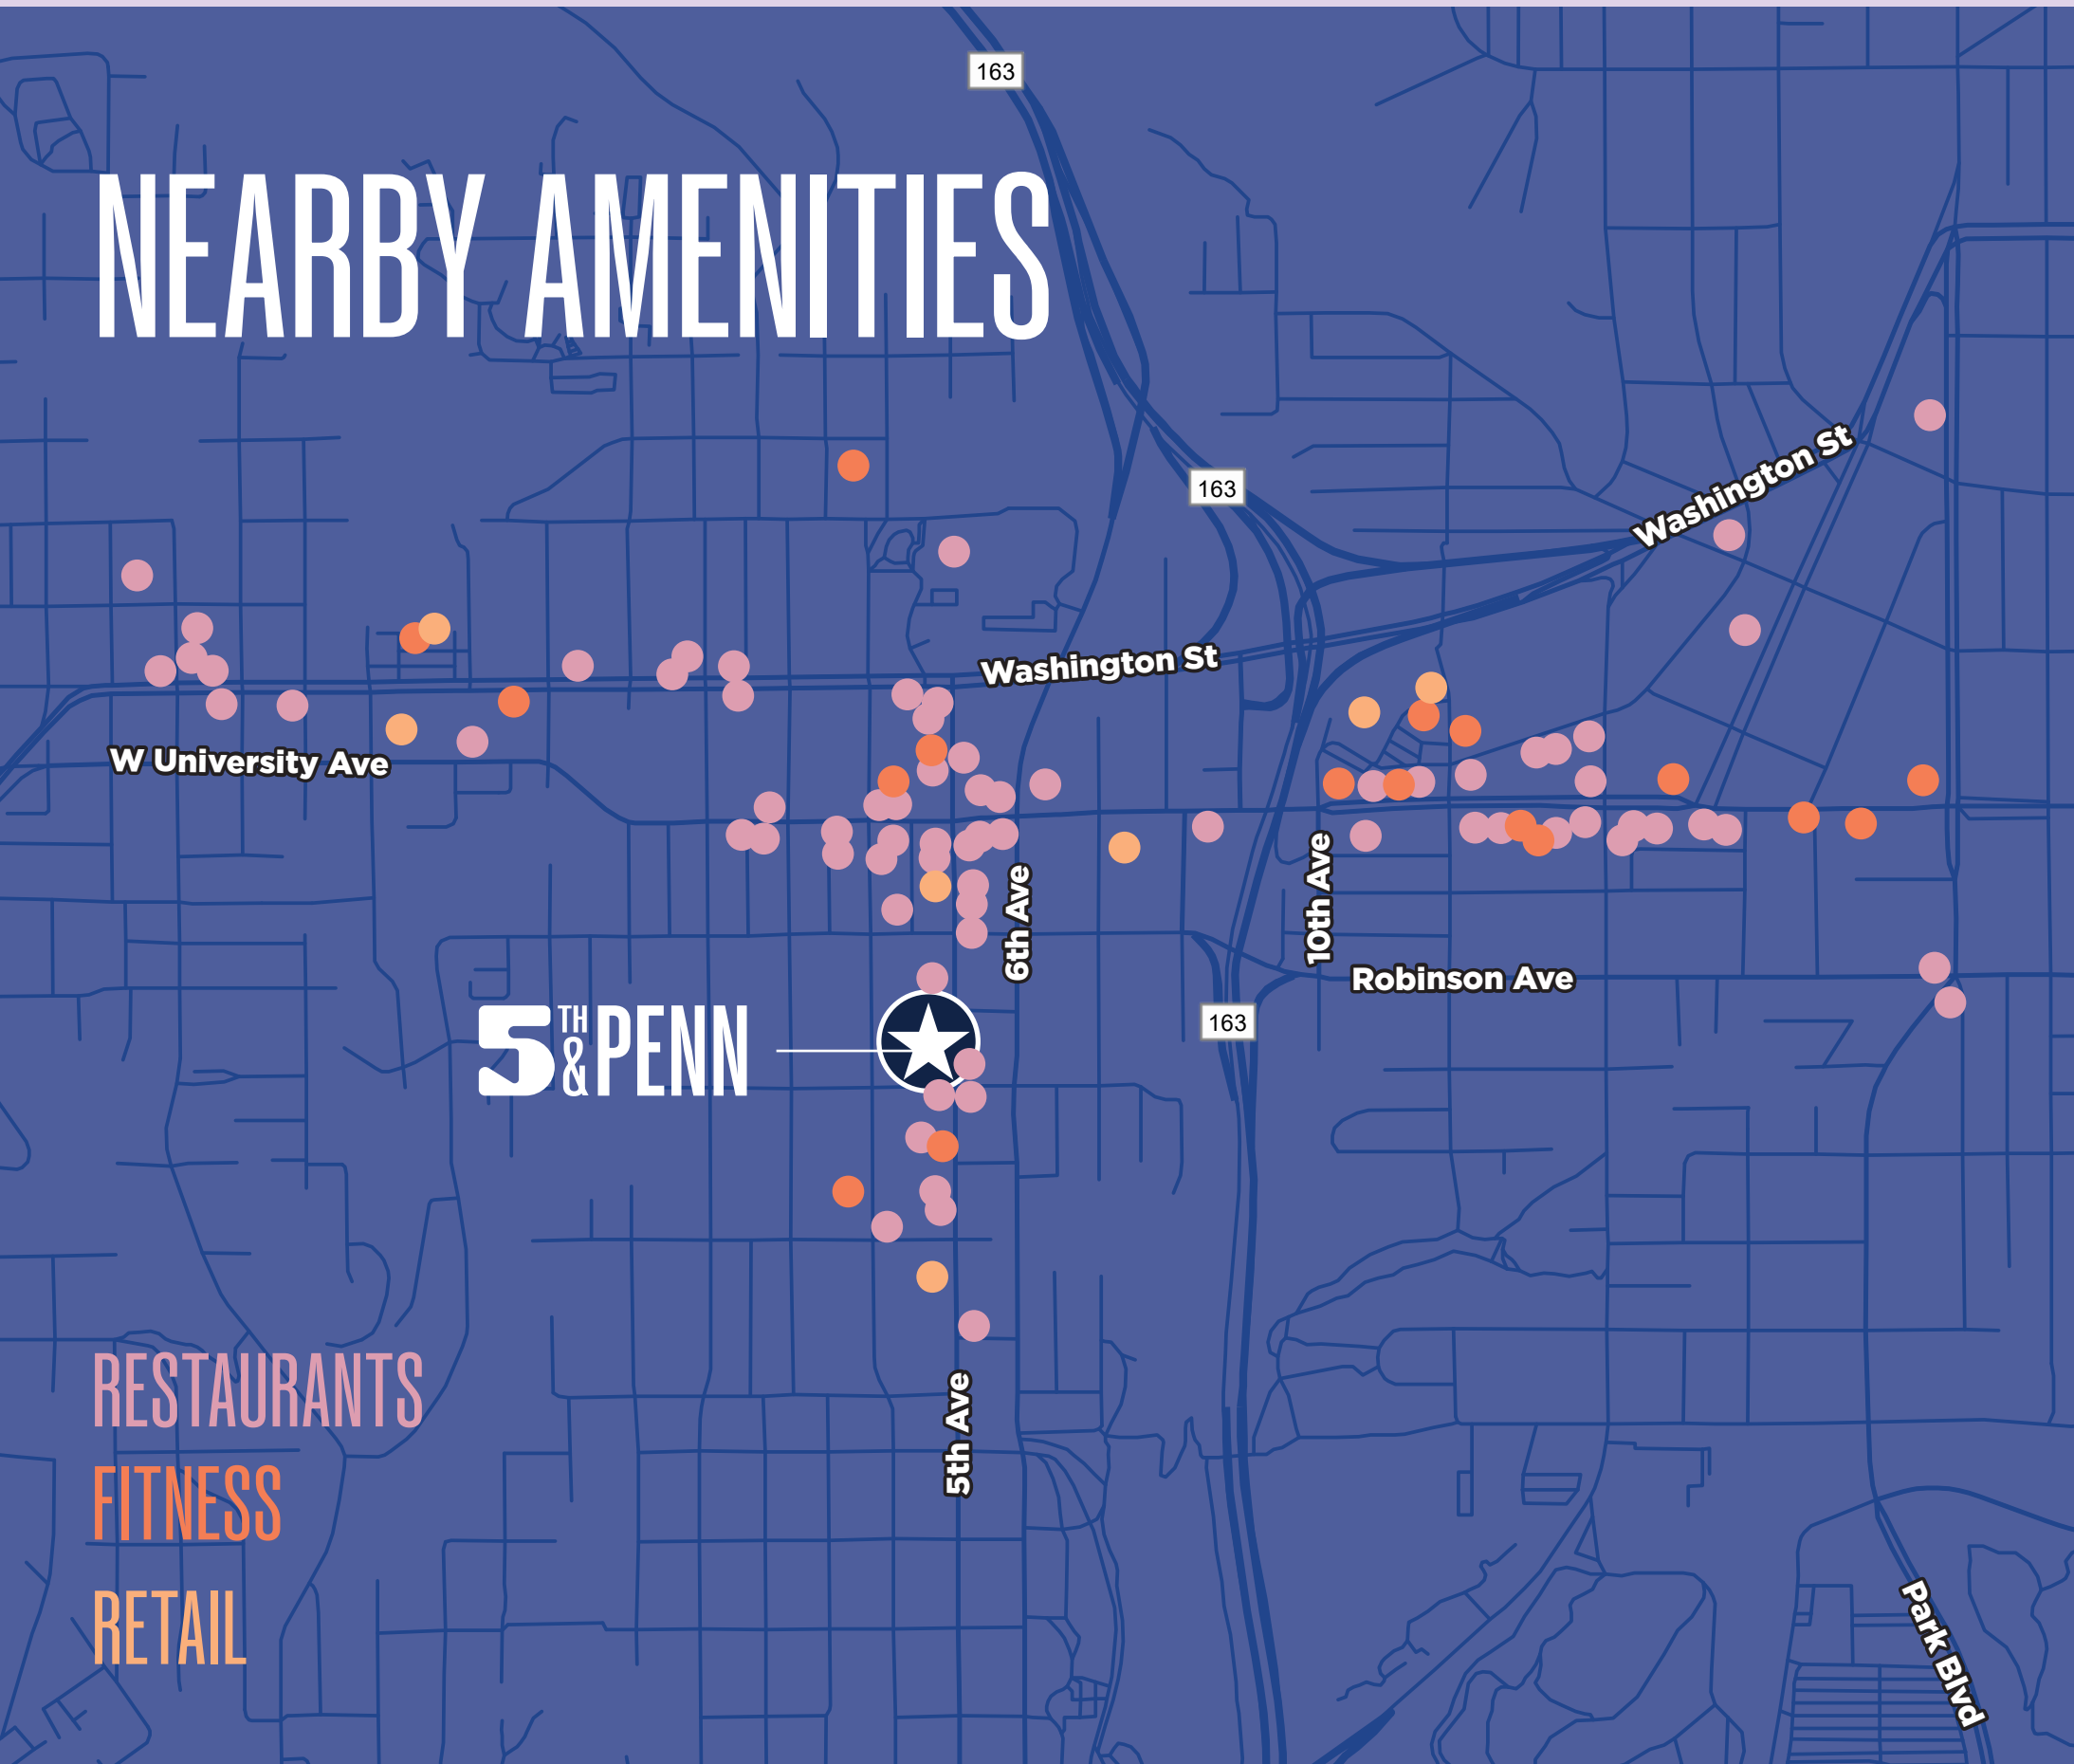 163
NEARBY AMENITIES
Washington St
163
Washington St
W University Ave
6th Ave
10th Ave
Robinson Ave
5TH & PENN
163
RESTAURANTS
5th Ave
FITNESS
RETAIL
Park Blvd